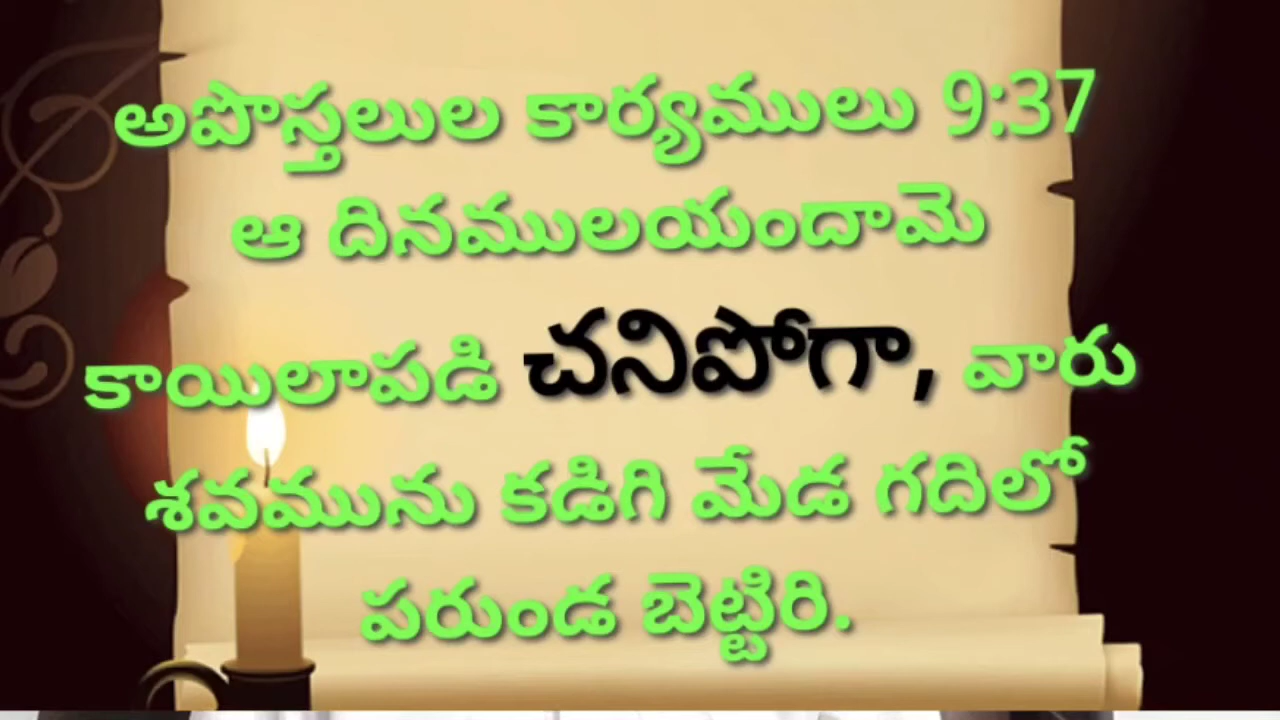 అపొస్తలుల కార్యములు 9:37
ఆ దినములయందామె
కాయిలాపడి చనిపోగా, వారు
శవమును కడిగి మేడ గదిలో
పరుండ బెట్టిరి.